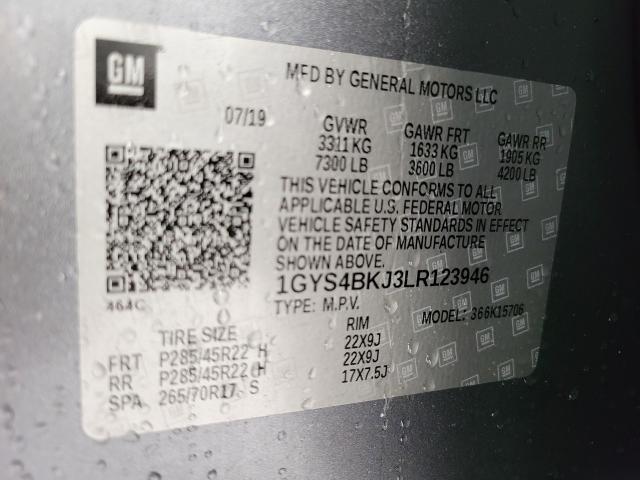 GM
MFD BY GENERAL MOTORS LLC
07/19
GVWR GAWR FRT GAWR RR
3311 KG 1633 KG 1905 KG
7300 LB 3600 LB 4200 LB
THIS VEHICLE CONFORMS TO ALL
APPLICABLE U.S. FEDERAL MOTOR
VEHICLE SAFETY STANDARDS IN EFFECT
ON THE DATE OF MANUFACTURE
SHOWN ABOVE.
1GYS4BKJ3LR123946
464C
TYPE: M.P.V. MODEL: 366K15706
TIRE SIZE RIM
FRT P285/45R22 H 22X9J
RR P285/45R22 H 22X9J
SPA 265/70R17 S 17X7.5J